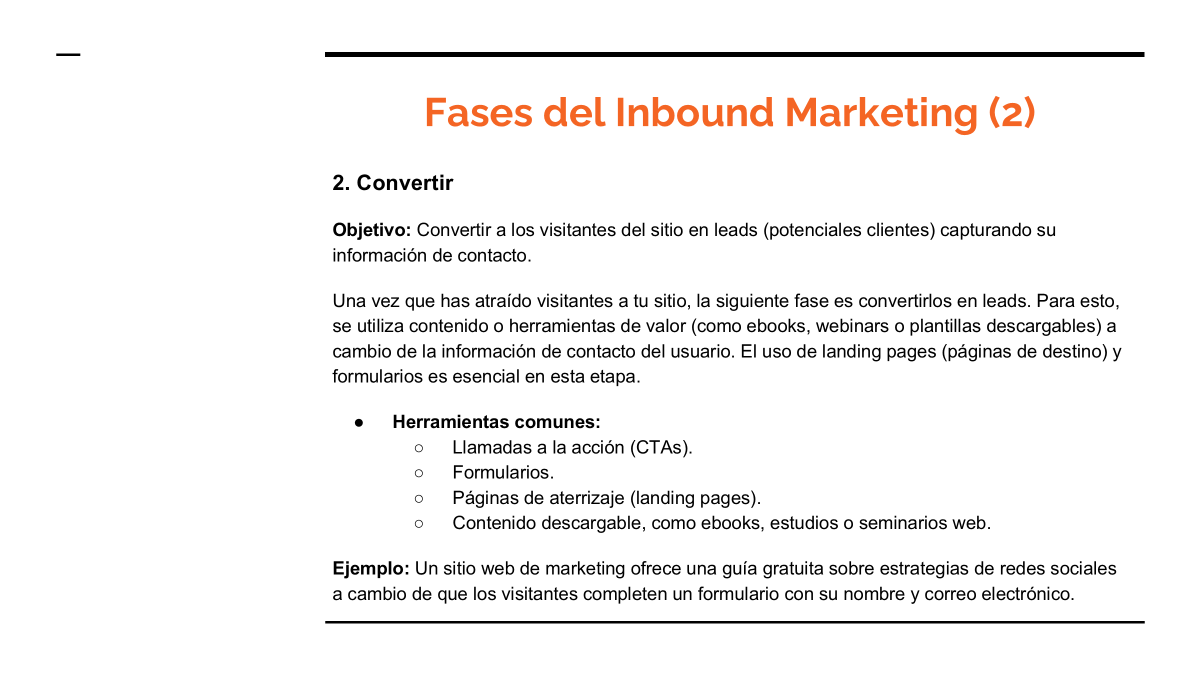 Fases del Inbound Marketing (2)
2. Convertir
Objetivo: Convertir a los visitantes del sitio en leads (potenciales clientes) capturando su
información de contacto.
Una vez que has atraído visitantes a tu sitio, la siguiente fase es convertirlos en leads. Para esto,
se utiliza contenido o herramientas de valor (como ebooks, webinars o plantillas descargables) a
cambio de la información de contacto del usuario. El uso de landing pages (páginas de destino) y
formularios es esencial en esta etapa.
● Herramientas comunes:
○ Llamadas a la acción (CTAs).
○ Formularios.
○ Páginas de aterrizaje (landing pages).
○ Contenido descargable, como ebooks, estudios o seminarios web.
Ejemplo: Un sitio web de marketing ofrece una guía gratuita sobre estrategias de redes sociales
a cambio de que los visitantes completen un formulario con su nombre y correo electrónico.